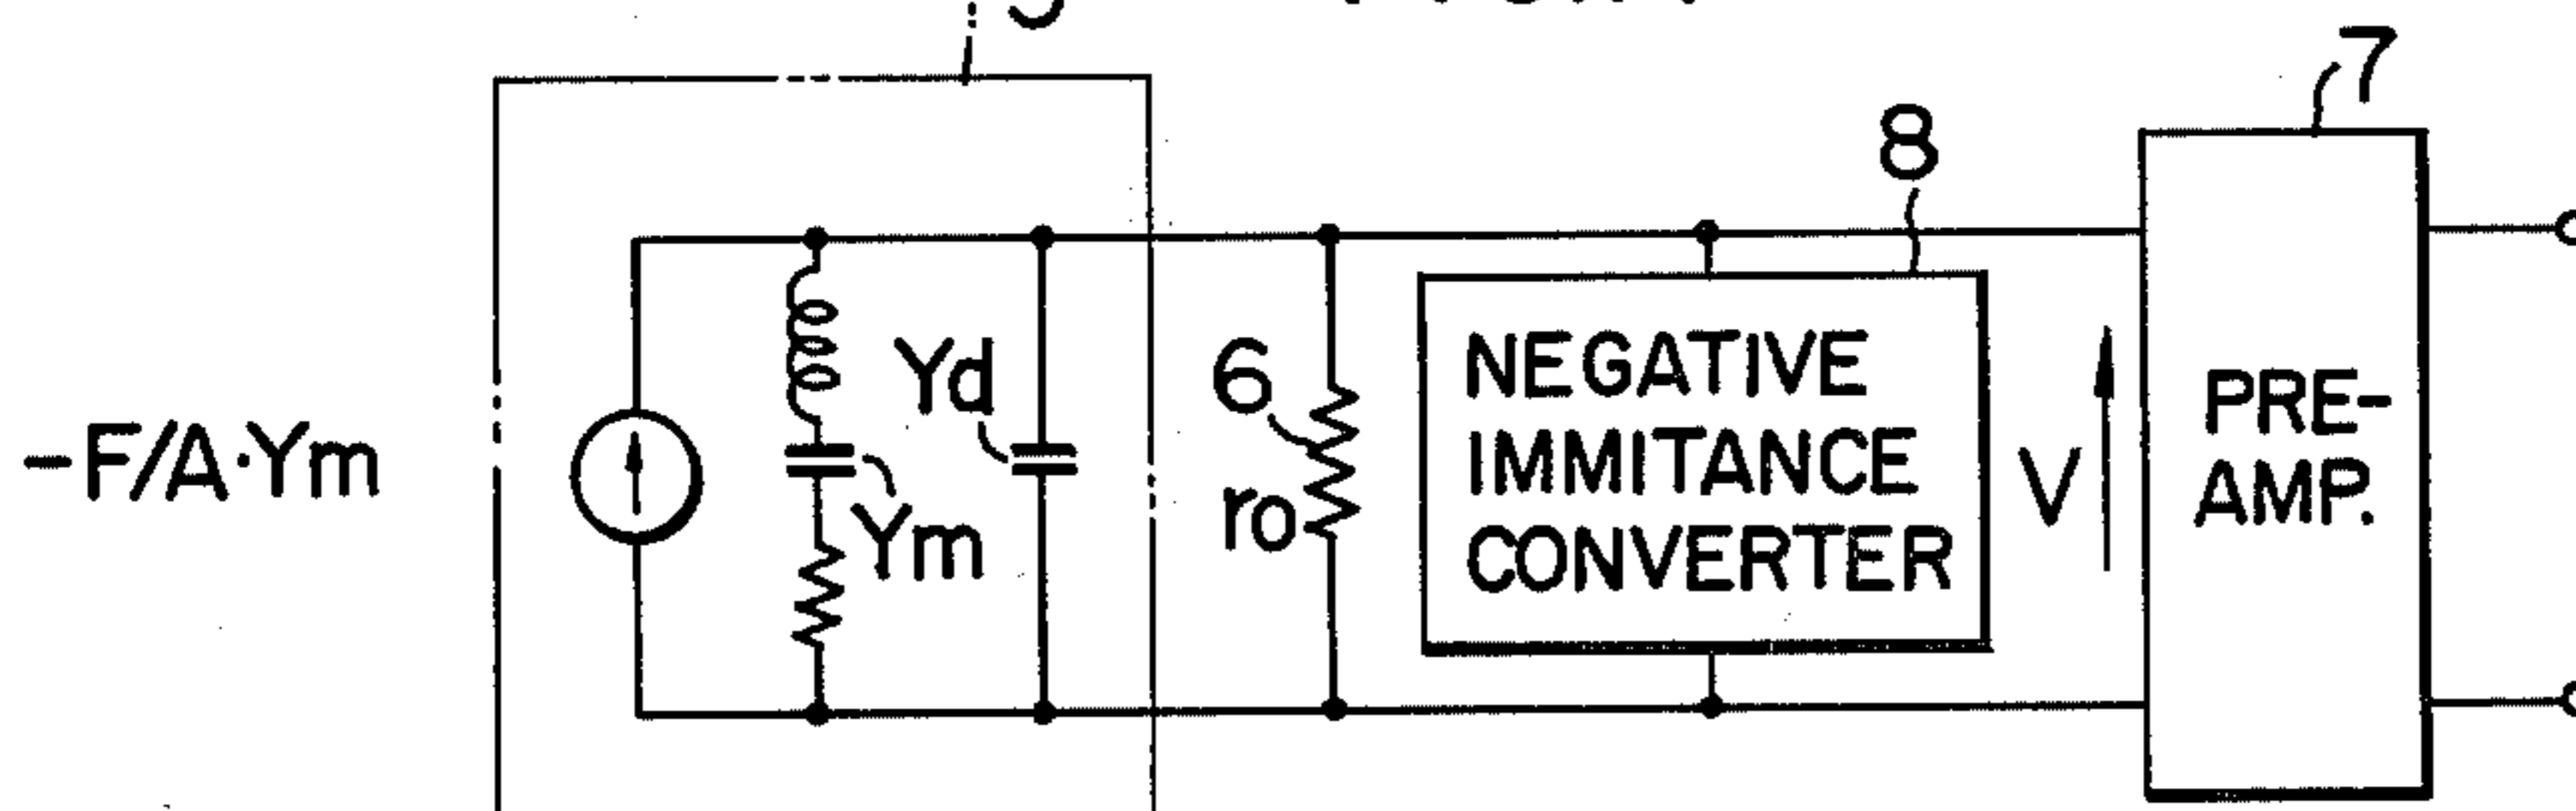 7
8
-F/A·Ym
Yd
Ym
6
ro
NEGATIVE
IMMITANCE
CONVERTER
V
PRE-
AMP.